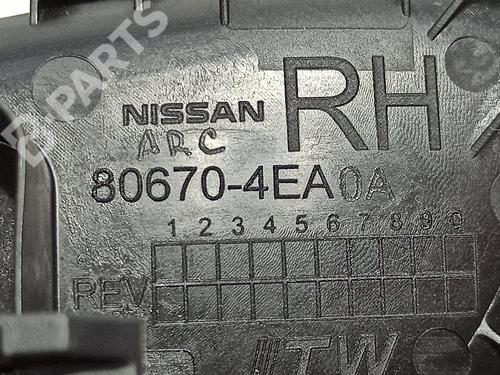 B-PARTS
NISSAN RH
ARC
80670-4EA0A
1 2 3 4 5 6 7 8 9 0
REV
ITW